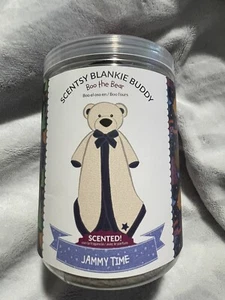 SCENTSY BLANKIE BUDDY
Boo the Bear
SCENTED!
JAMMY TIME